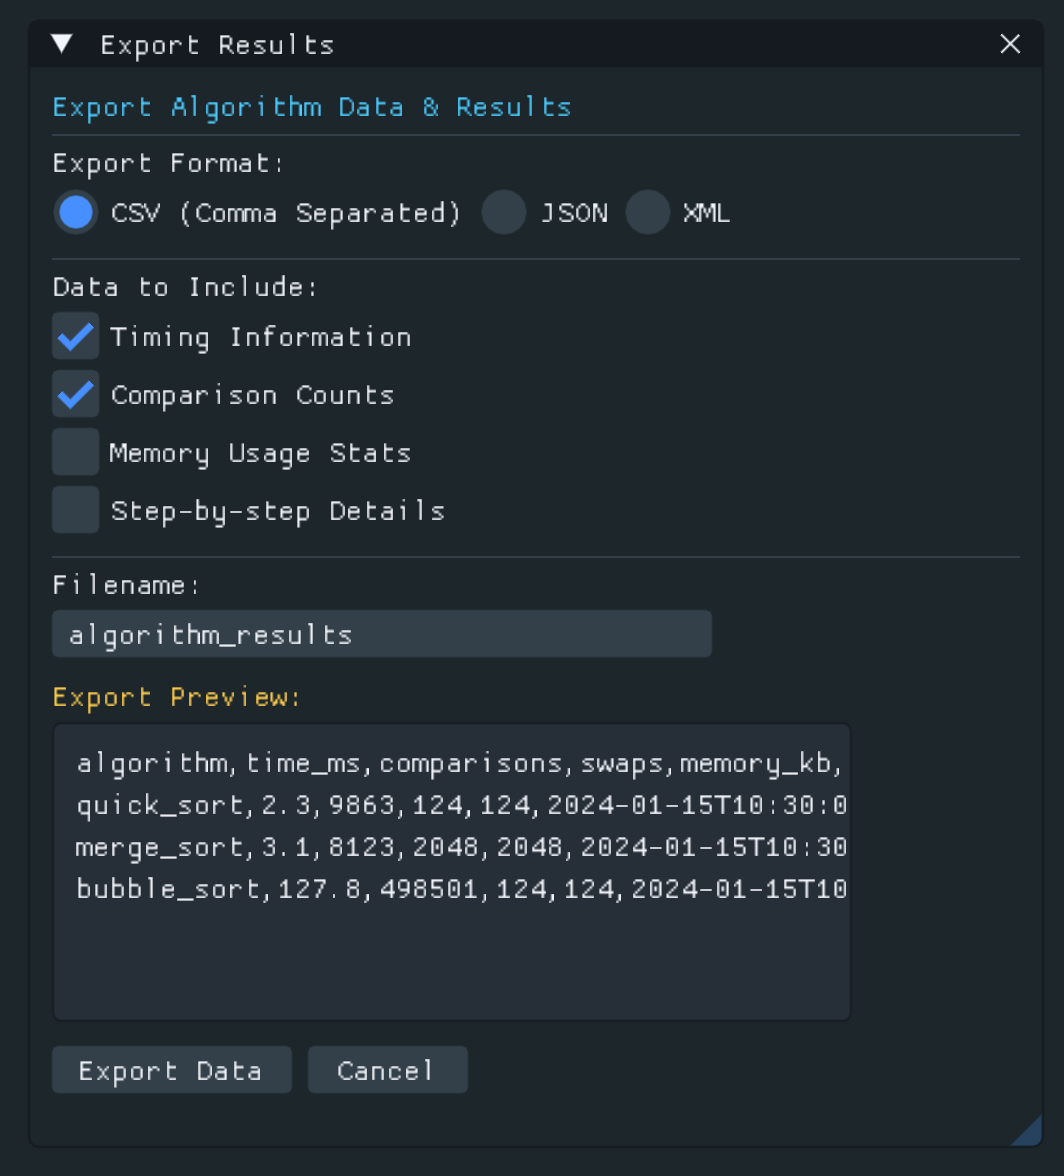 Export Results
Export Algorithm Data & Results
Export Format:
CSV (Comma Separated) JSON XML
Data to Include:
Timing Information
Comparison Counts
Memory Usage Stats
Step-by-step Details
Filename:
algorithm_results
Export Preview:
algorithm,time_ms,comparisons,swaps,memory_kb,
quick_sort,2.3,9863,124,124,2024-01-15T10:30:0
merge_sort,3.1,8123,2048,2048,2024-01-15T10:30
bubble_sort,127.8,498501,124,124,2024-01-15T10
Export Data Cancel